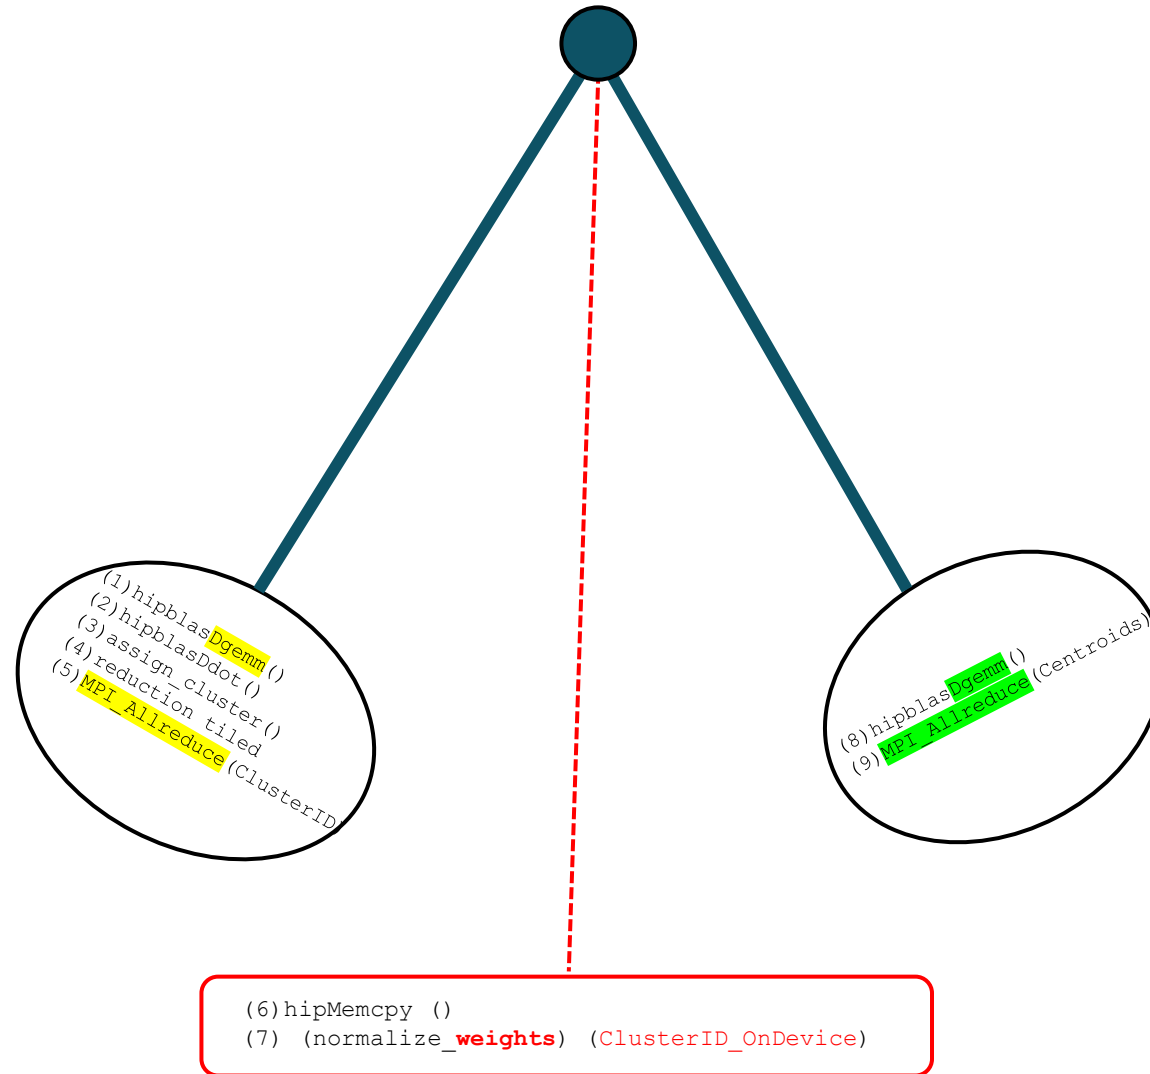 (1)hipblasDgemm()
(2)hipblasDdot()
(3)assign_cluster()
(4)reduction tiled
(5)MPI_Allreduce(ClusterID)
(8)hipblasDgemm()
(9)MPI_Allreduce(Centroids)
(6)hipMemcpy ()
(7) (normalize_weights) (ClusterID_OnDevice)